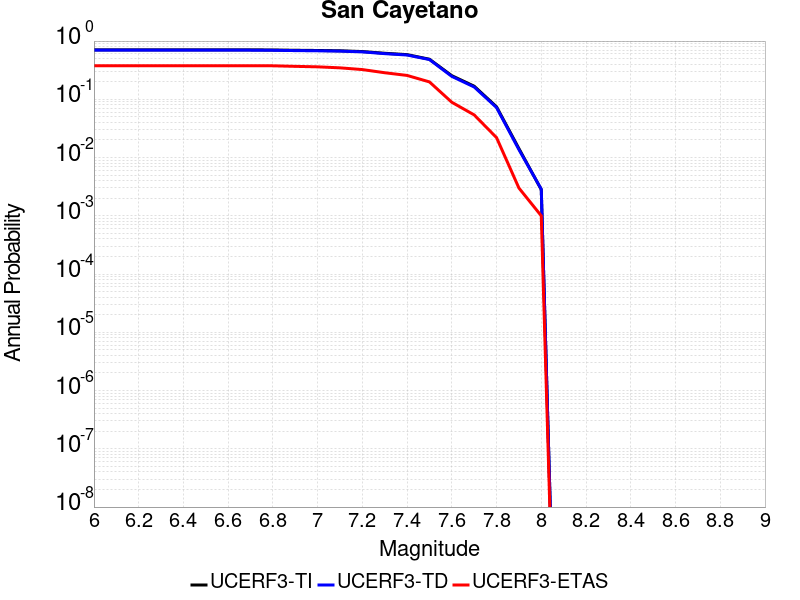 San Cayetano
Annual Probability
10^0
10^-1
10^-2
10^-3
10^-4
10^-5
10^-6
10^-7
10^-8
6 6.2 6.4 6.6 6.8 7 7.2 7.4 7.6 7.8 8 8.2 8.4 8.6 8.8 9
Magnitude
UCERF3-TI UCERF3-TD UCERF3-ETAS